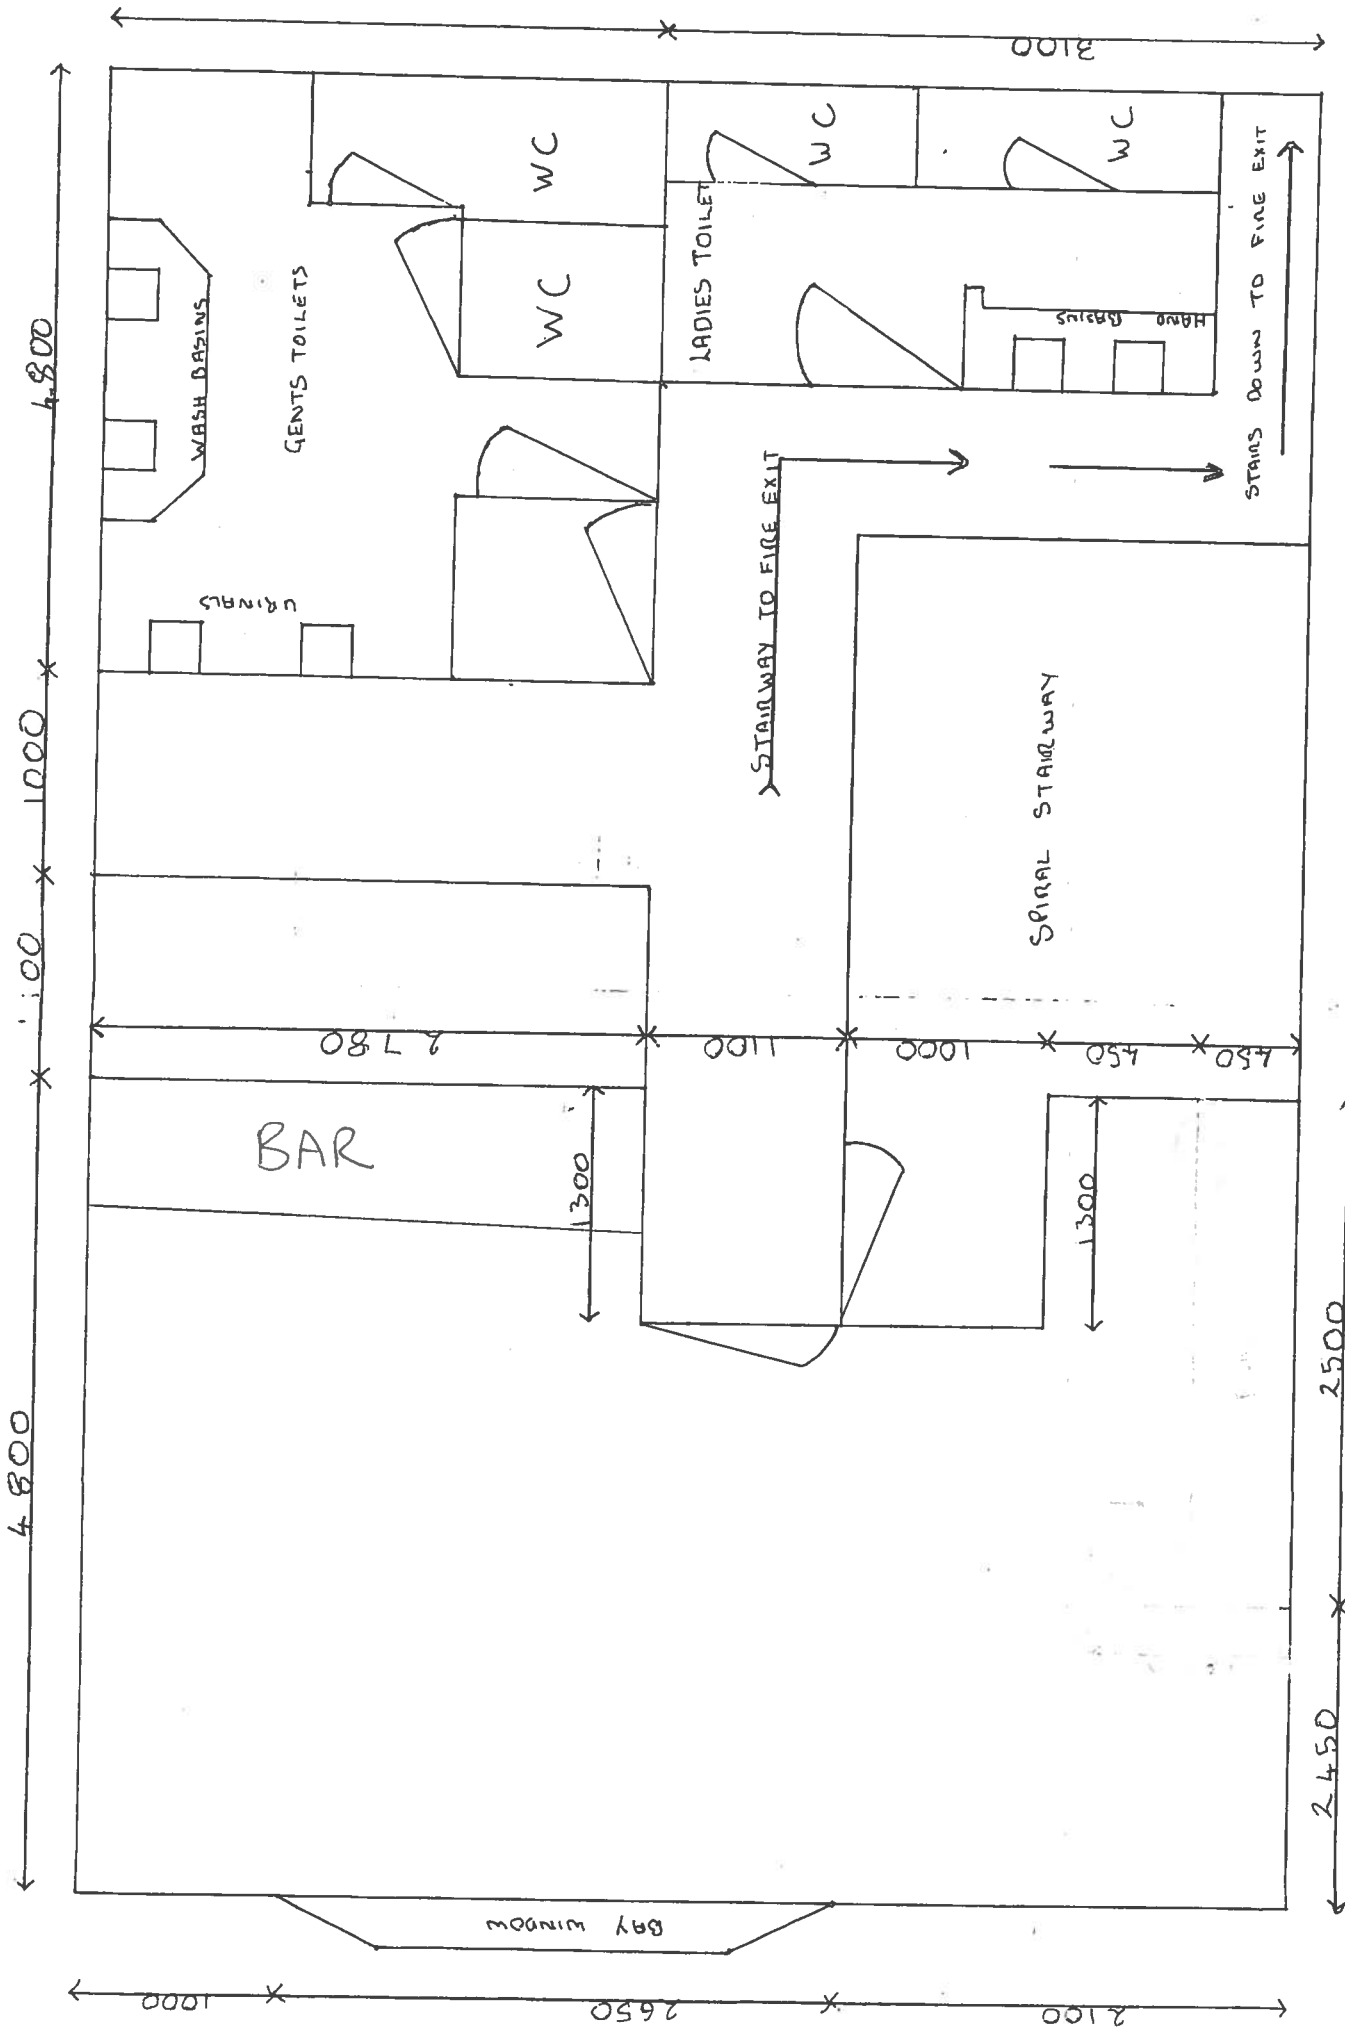 3100
4800
1000
4800
WASH BASINS
GENTS TOILETS
URINALS
WC
WC
LADIES TOILET
WC
WC
HAND BASINS
STAIRS DOWN TO FIRE EXIT
STAIRWAY TO FIRE EXIT
SPIRAL STAIRWAY
2780
1100
1000
450
450
BAR
1300
1300
2500
2450
BAY WINDOW
1000
2650
2100